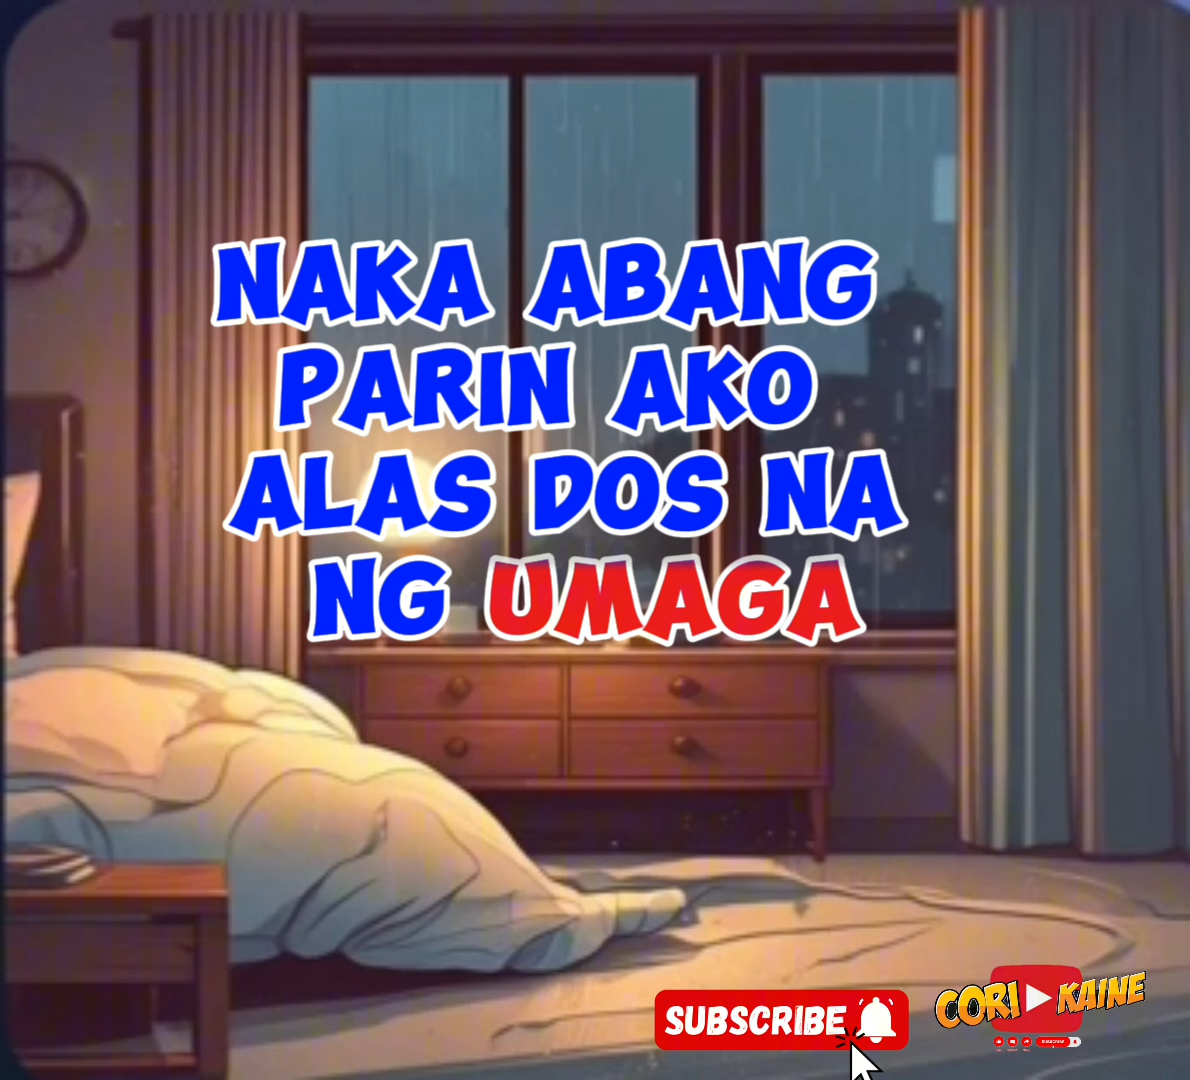 NAKA ABANG
PARIN AKO
ALAS DOS NA
NG UMAGA
SUBSCRIBE
CORI KAINE